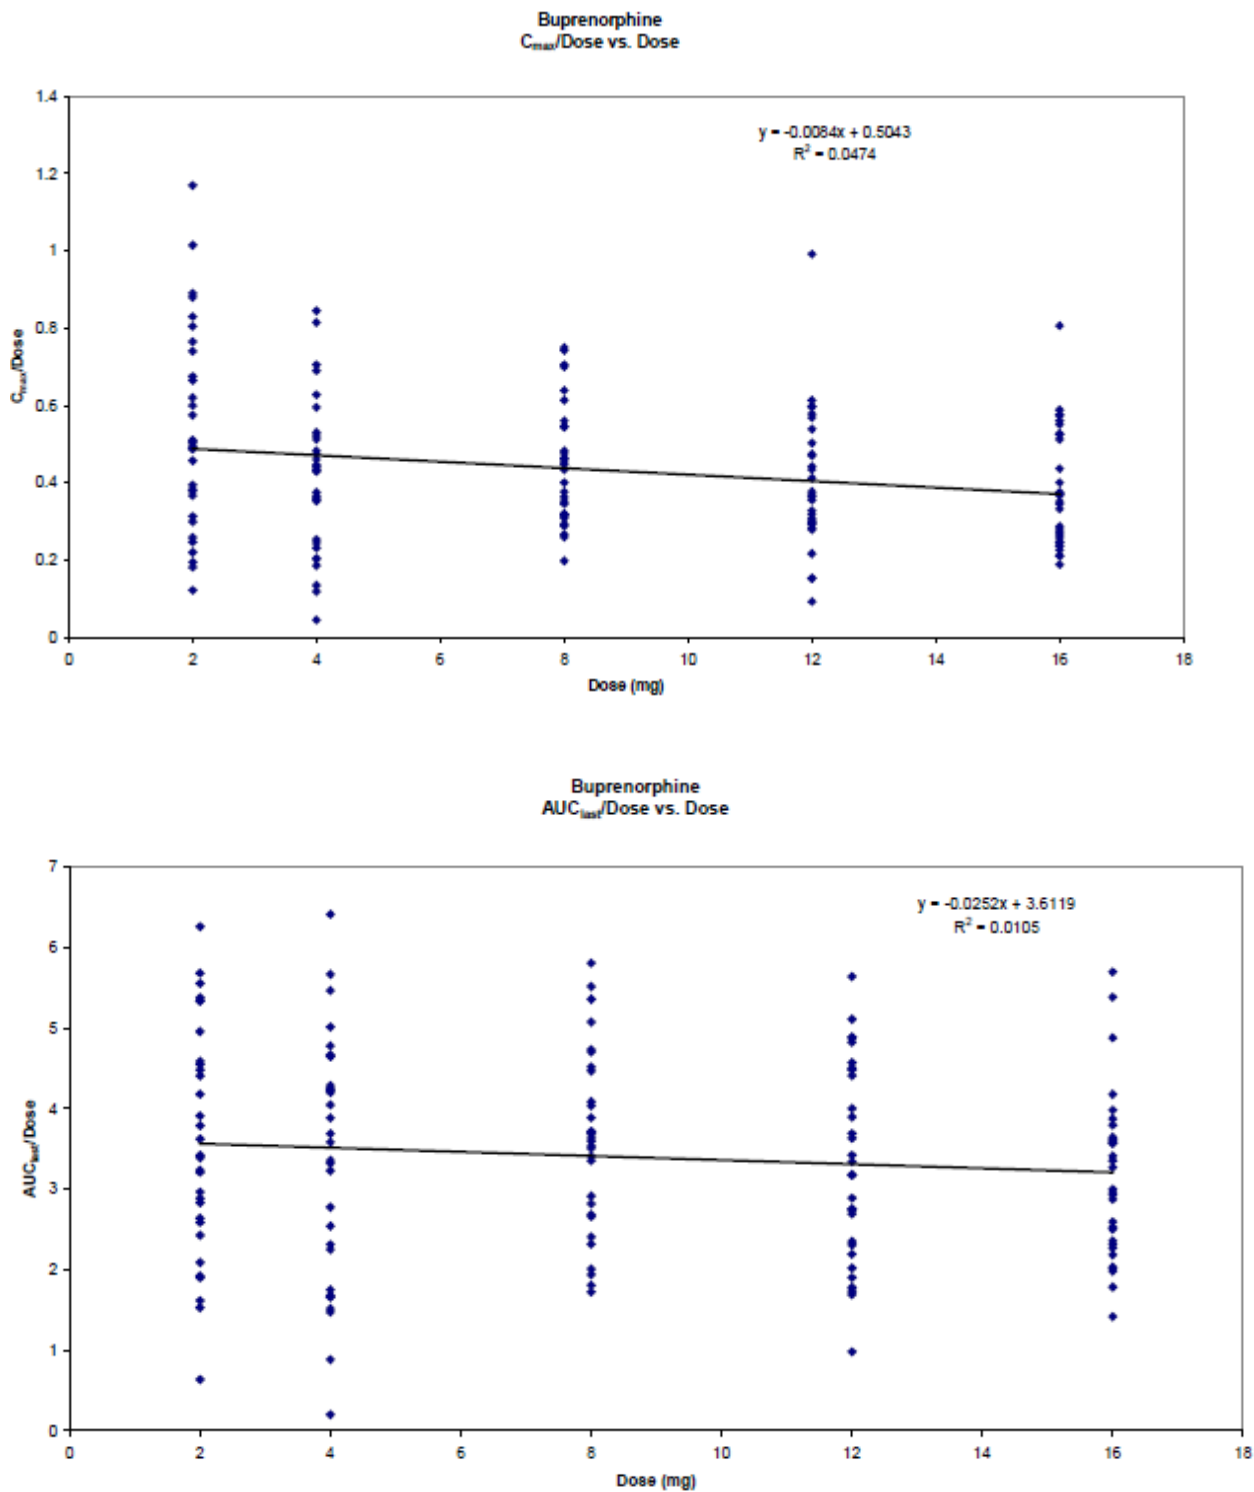 Buprenorphine
Cmax/Dose vs. Dose
1.4
1.2
1
0.8
0.6
0.4
0.2
0
Cmax/Dose
y = -0.0084x + 0.5043
R² = 0.0474
0 2 4 6 8 10 12 14 16 18
Dose (mg)
Buprenorphine
AUClast/Dose vs. Dose
7
6
5
4
3
2
1
0
AUClast/Dose
y = -0.0252x + 3.6119
R² = 0.0105
0 2 4 6 8 10 12 14 16 18
Dose (mg)